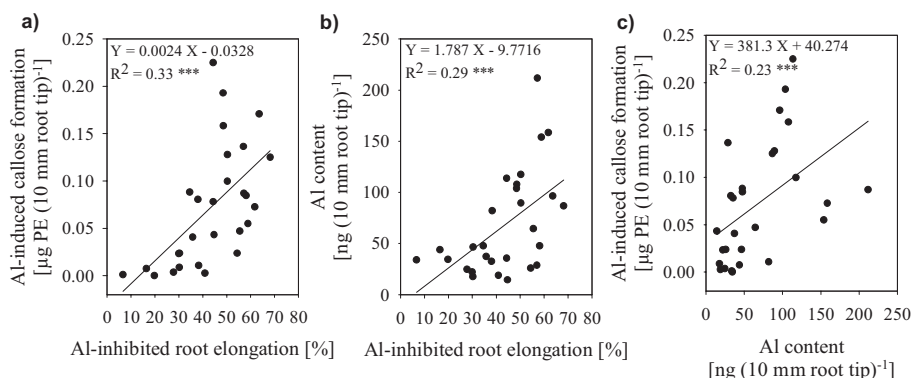 a)
Y = 0.0024 X - 0.0328
R² = 0.33 ***
Al-induced callose formation
[µg PE (10 mm root tip)⁻¹
0.25
0.20
0.15
0.10
0.05
0.00
0 10 20 30 40 50 60 70 80
Al-inhibited root elongation [%]
b)
Y = 1.787 X - 9.7716
R² = 0.29 ***
Al content
[ng (10 mm root tip)⁻¹
250
200
150
100
50
0
0 10 20 30 40 50 60 70 80
Al-inhibited root elongation [%]
c)
Y = 381.3 X + 40.274
R² = 0.23 ***
Al-induced callose formation
[µg PE (10 mm root tip)⁻¹
0.25
0.20
0.15
0.10
0.05
0.00
0 50 100 150 200 250
Al content
[ng (10 mm root tip)⁻¹]